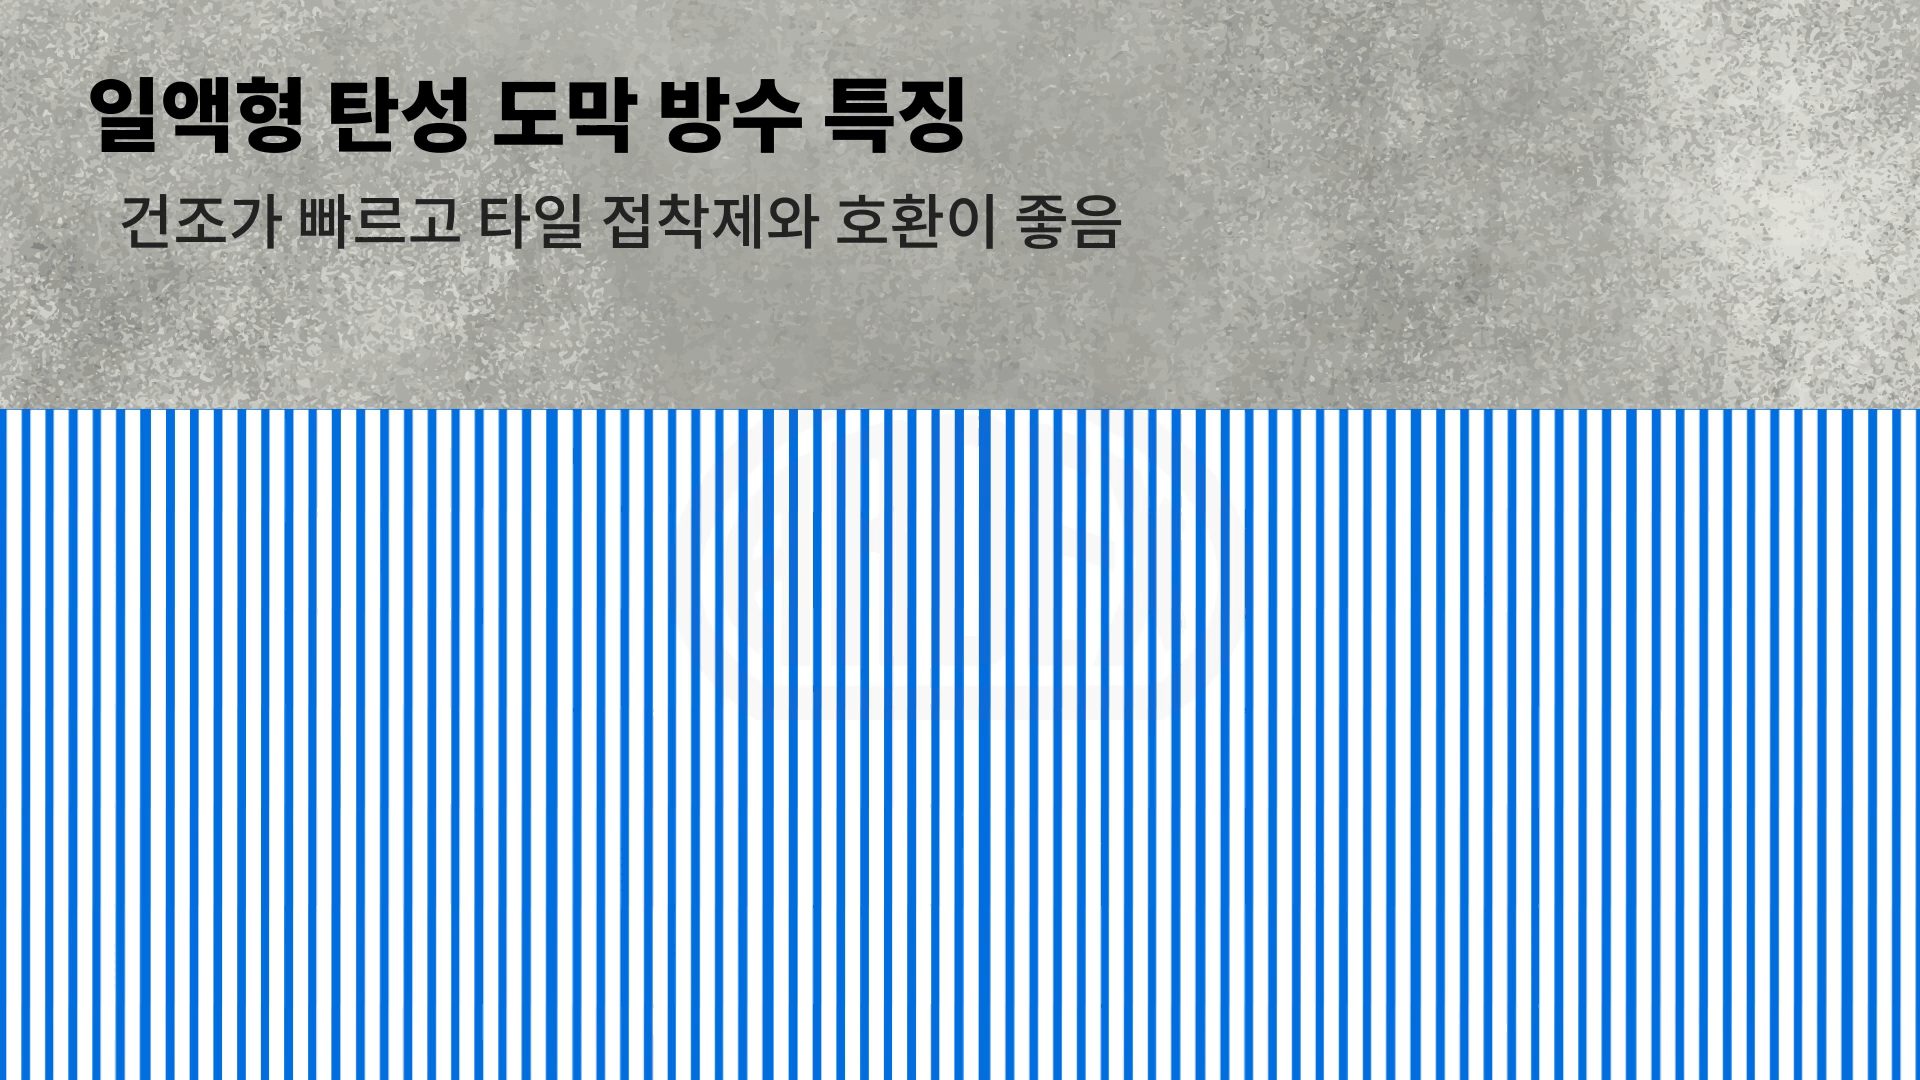 일액형 탄성 도막 방수 특징
건조가 빠르고 타일 접착제와 호환이 좋음